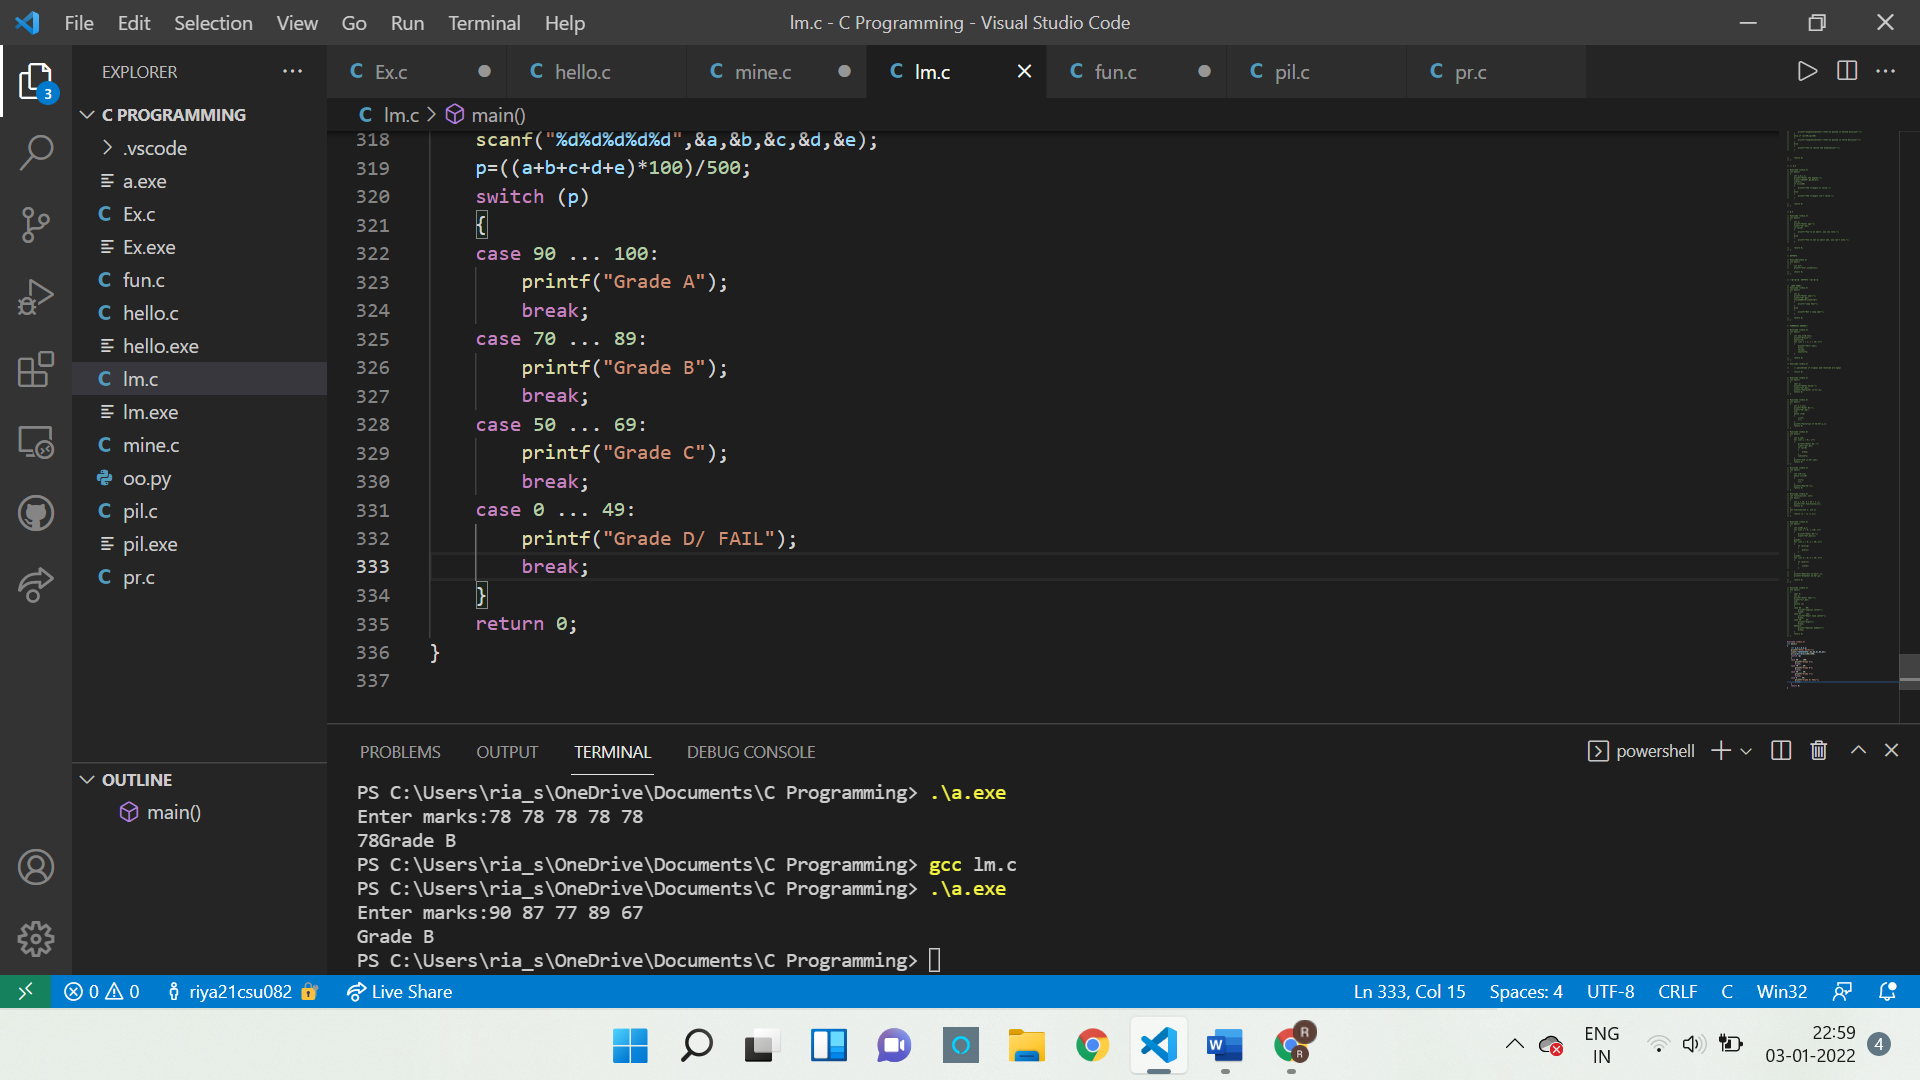 File Edit Selection View Go Run Terminal Help
lm.c - C Programming - Visual Studio Code
EXPLORER
Ex.c hello.c mine.c lm.c fun.c pil.c pr.c
3
C PROGRAMMING
.vscode
a.exe
Ex.c
Ex.exe
fun.c
hello.c
hello.exe
lm.c
lm.exe
mine.c
oo.py
pil.c
pil.exe
pr.c
OUTLINE
main()
lm.c > main()
318 scanf("%d%d%d%d%d",&a,&b,&c,&d,&e);
319 p=((a+b+c+d+e)*100)/500;
320 switch (p)
321 {
322 case 90 ... 100:
323 printf("Grade A");
324 break;
325 case 70 ... 89:
326 printf("Grade B");
327 break;
328 case 50 ... 69:
329 printf("Grade C");
330 break;
331 case 0 ... 49:
332 printf("Grade D/ FAIL");
333 break;
334 }
335 return 0;
336 }
337
PROBLEMS OUTPUT TERMINAL DEBUG CONSOLE
powershell
PS C:\Users\ria_s\OneDrive\Documents\C Programming> .\a.exe
Enter marks:78 78 78 78 78
78Grade B
PS C:\Users\ria_s\OneDrive\Documents\C Programming> gcc lm.c
PS C:\Users\ria_s\OneDrive\Documents\C Programming> .\a.exe
Enter marks:90 87 77 89 67
Grade B
PS C:\Users\ria_s\OneDrive\Documents\C Programming>
0 0 riya21csu082 Live Share
Ln 333, Col 15 Spaces: 4 UTF-8 CRLF C Win32
ENG
IN
22:59
03-01-2022
4